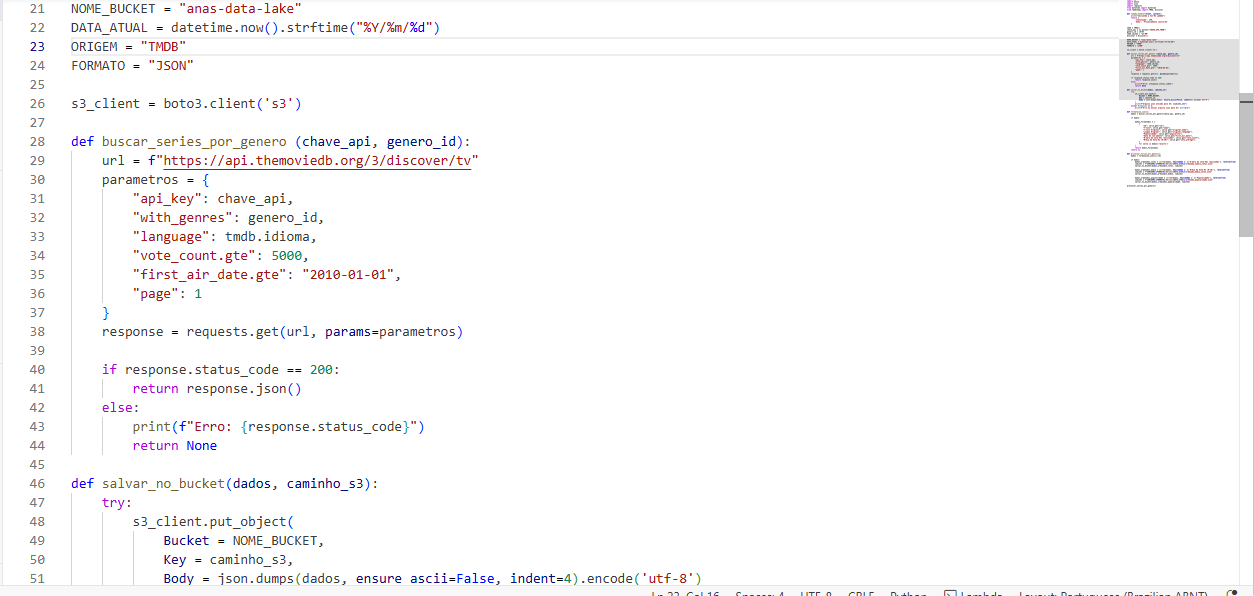 21 NOME_BUCKET = "anas-data-lake"
22 DATA_ATUAL = datetime.now().strftime("%Y/%m/%d")
23 ORIGEM = "TMDB"
24 FORMATO = "JSON"
25
26 s3_client = boto3.client('s3')
27
28 def buscar_series_por_genero (chave_api, genero_id):
29     url = f"https://api.themoviedb.org/3/discover/tv"
30     parametros = {
31         "api_key": chave_api,
32         "with_genres": genero_id,
33         "language": tmdb.idioma,
34         "vote_count.gte": 5000,
35         "first_air_date.gte": "2010-01-01",
36         "page": 1
37     }
38     response = requests.get(url, params=parametros)
39
40     if response.status_code == 200:
41         return response.json()
42     else:
43         print(f"Erro: {response.status_code}")
44         return None
45
46 def salvar_no_bucket(dados, caminho_s3):
47     try:
48         s3_client.put_object(
49             Bucket = NOME_BUCKET,
50             Key = caminho_s3,
51             Body = json.dumps(dados, ensure_ascii=False, indent=4).encode('utf-8')
Ln 23, Col 16 Spaces: 4 UTF-8 CRLF Python Lambda Layout: Portuguese (Brazilian ABNT)